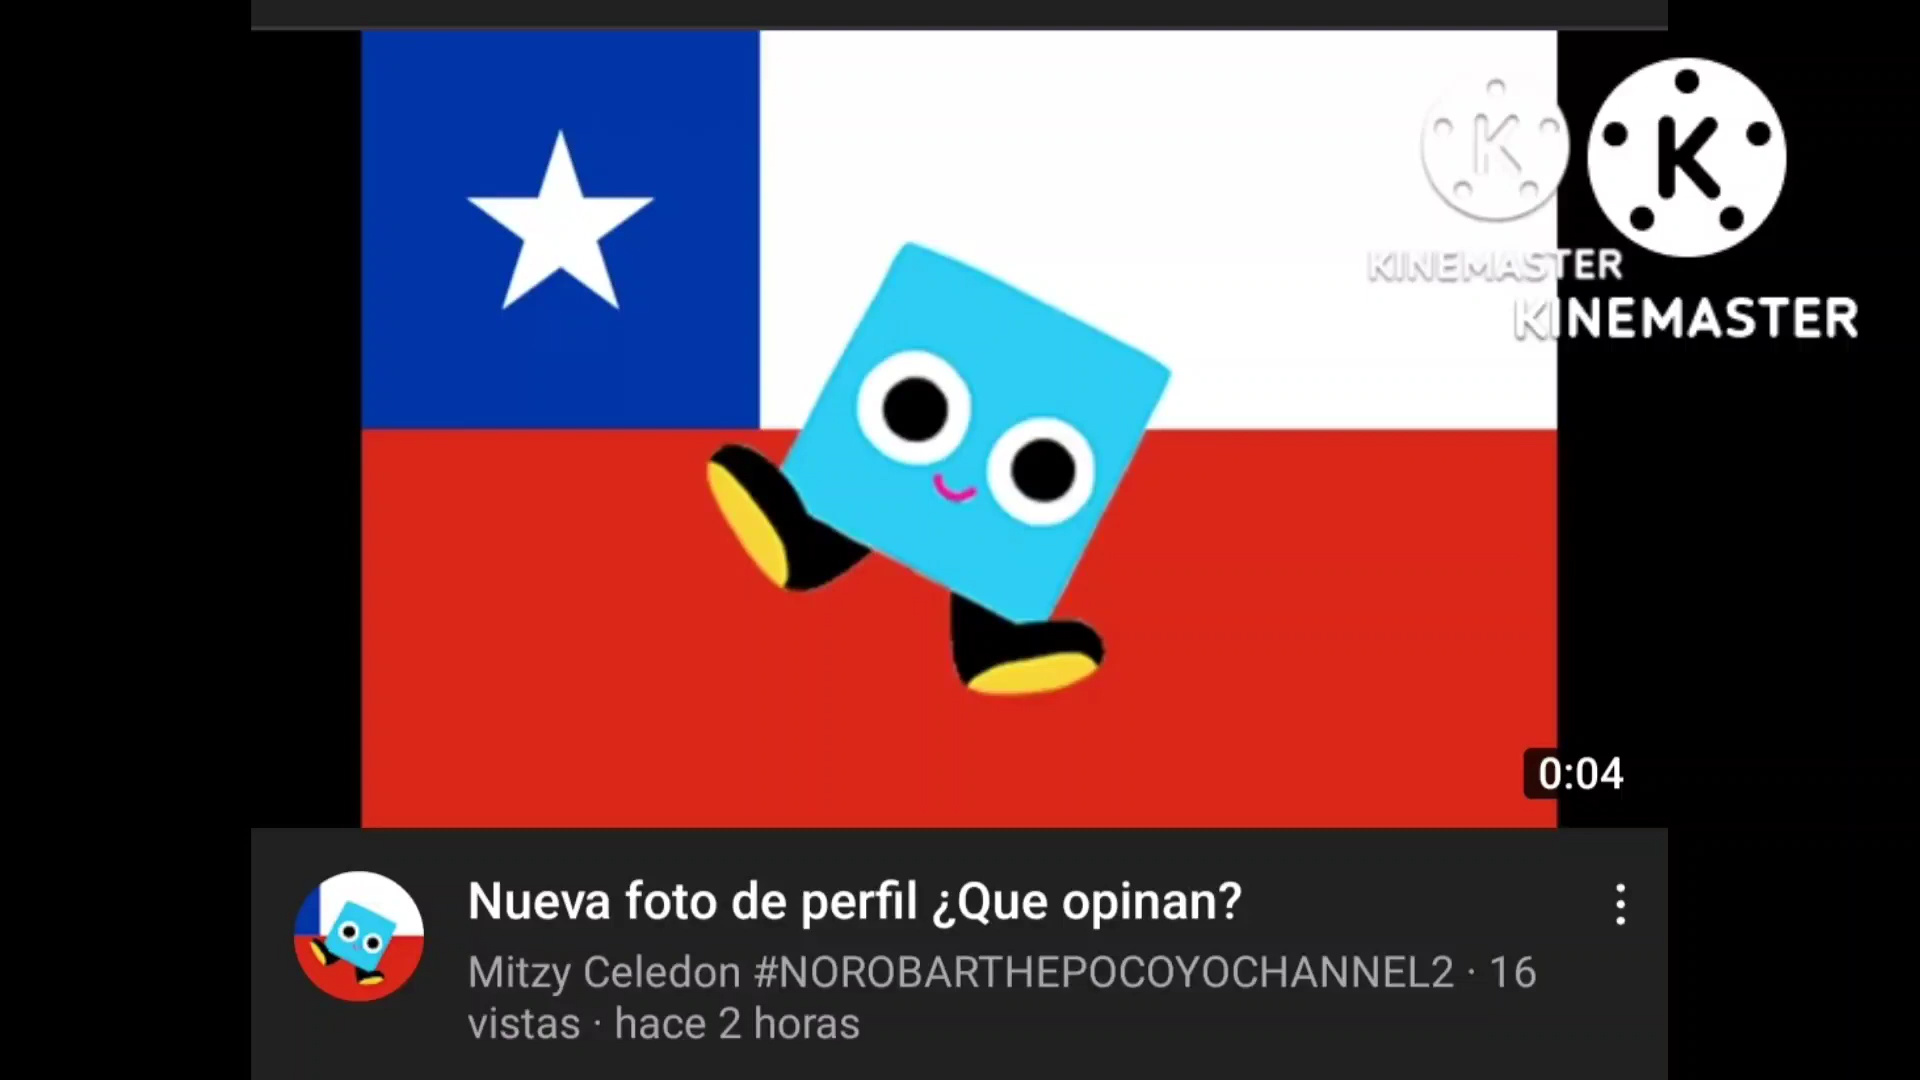 K
KINEMASTER
K
KINEMASTER
0:04
Nueva foto de perfil ¿Que opinan?
Mitzy Celedon #NOROBARTHEPOCOYOCHANNEL2 · 16
vistas · hace 2 horas